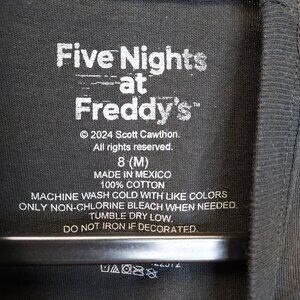 Five Nights
at
Freddy's™
© 2024 Scott Cawthon.
All rights reserved.
8 (M)
MADE IN MEXICO
100% COTTON
MACHINE WASH COLD WITH LIKE COLORS
ONLY NON-CHLORINE BLEACH WHEN NEEDED.
TUMBLE DRY LOW.
DO NOT IRON IF DECORATED.